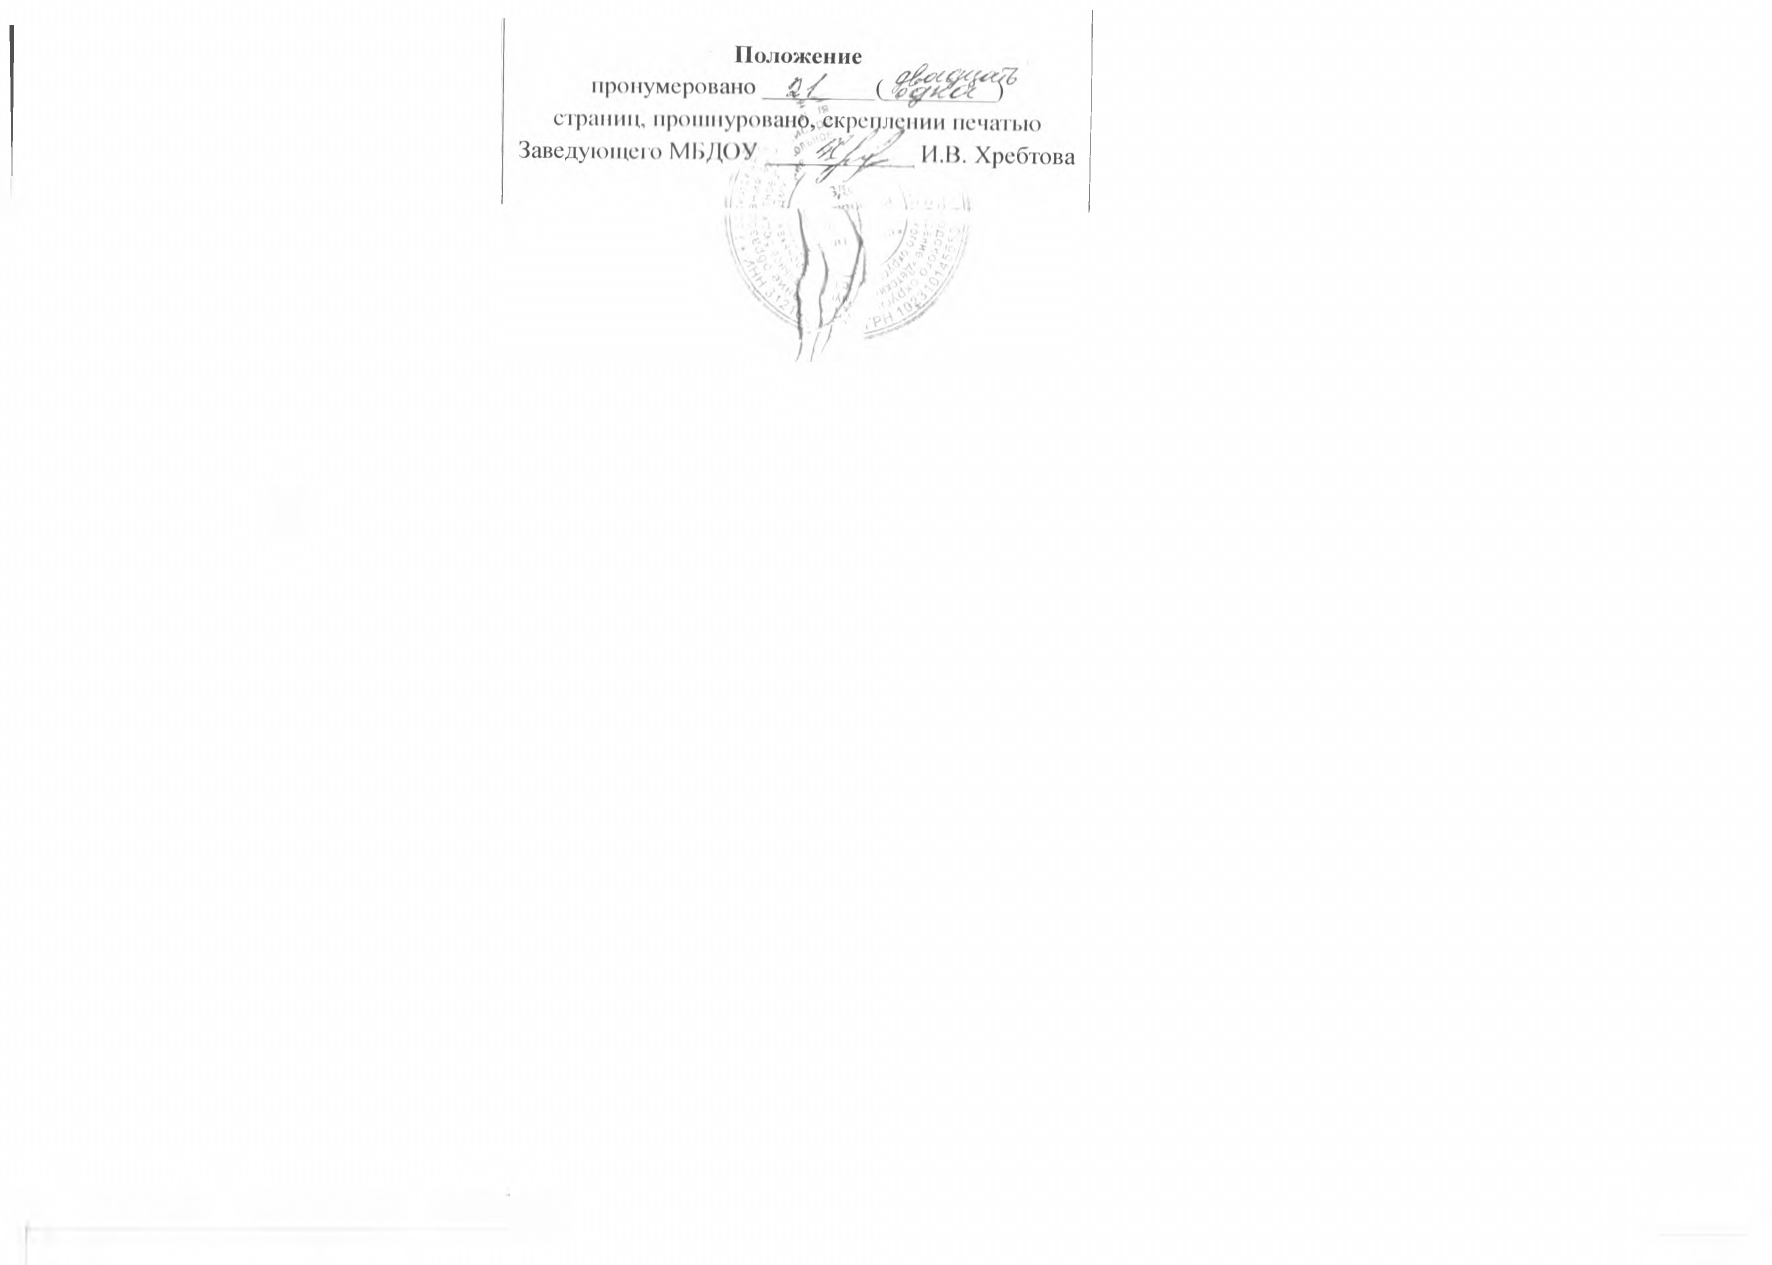 Положение
пронумеровано 21 (двадцать одна)
страниц, прошнуровано, скреплении печатью
Заведующего МБДОУ И.В. Хребтова